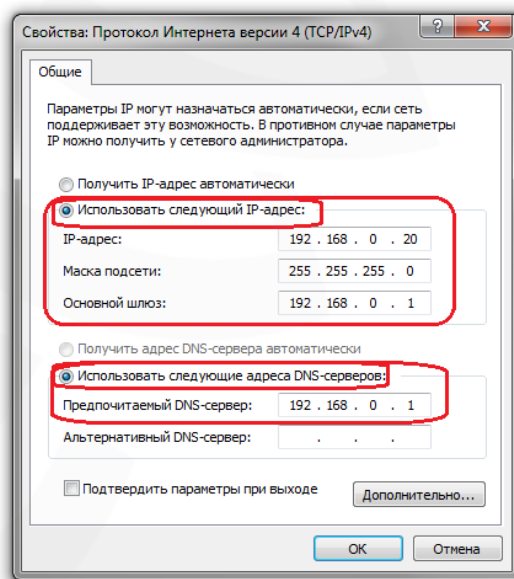 Свойства: Протокол Интернета версии 4 (TCP/IPv4)
?
X
Общие
Параметры IP могут назначаться автоматически, если сеть
поддерживает эту возможность. В противном случае параметры
IP можно получить у сетевого администратора.
Получить IP-адрес автоматически
Использовать следующий IP-адрес:
IP-адрес: 192 . 168 . 0 . 20
Маска подсети: 255 . 255 . 255 . 0
Основной шлюз: 192 . 168 . 0 . 1
Получить адрес DNS-сервера автоматически
Использовать следующие адреса DNS-серверов:
Предпочитаемый DNS-сервер: 192 . 168 . 0 . 1
Альтернативный DNS-сервер: . . .
Подтвердить параметры при выходе
Дополнительно...
ОК
Отмена